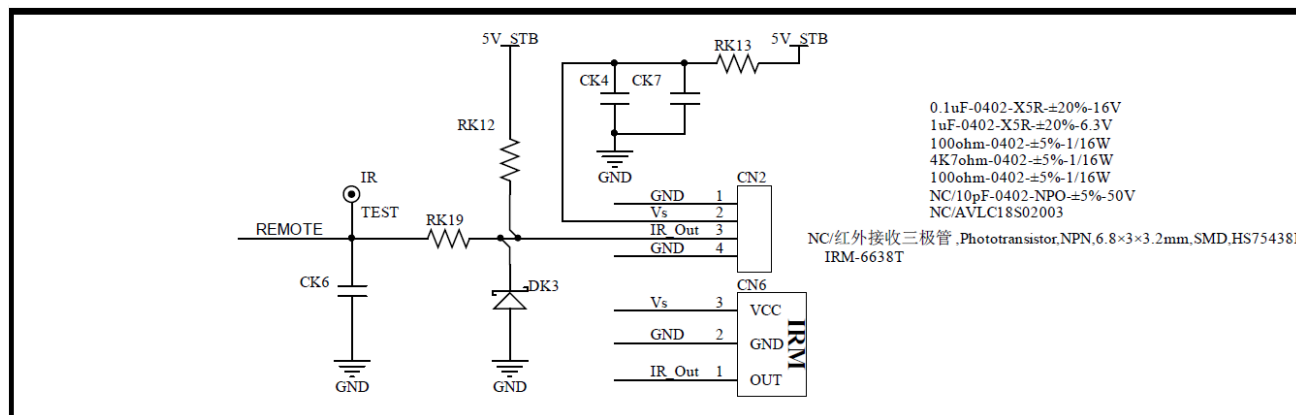 5V_STB
5V_STB
RK13
CK4
CK7
RK12
GND
IR
TEST
REMOTE
RK19
CK6
DK3
GND
GND
CN2
GND 1
Vs 2
IR_Out 3
GND 4
CN6
Vs 3 VCC
GND 2 GND
IR_Out 1 OUT
IRM
0.1uF-0402-X5R-±20%-16V
1uF-0402-X5R-±20%-6.3V
100ohm-0402-±5%-1/16W
4K7ohm-0402-±5%-1/16W
100ohm-0402-±5%-1/16W
NC/10pF-0402-NPO-±5%-50V
NC/AVLC18S02003
NC/红外接收三极管,Phototransistor,NPN,6.8×3×3.2mm,SMD,
IRM-6638T